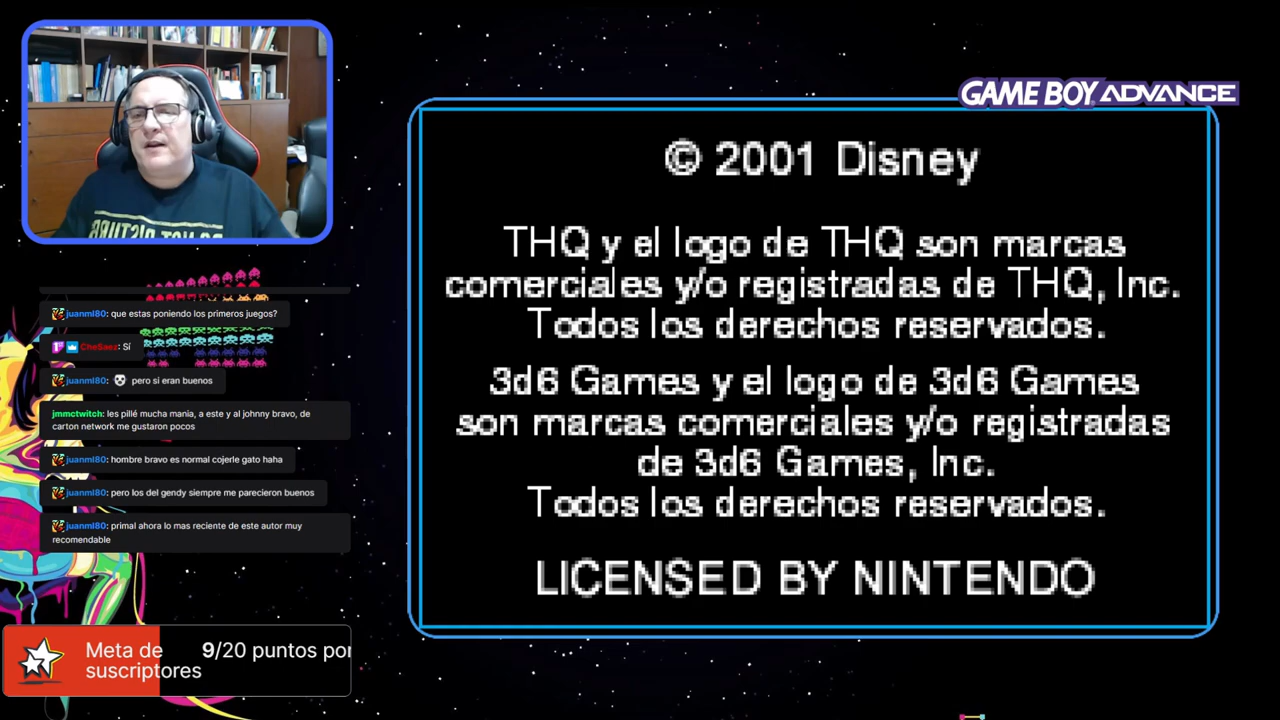 GAME BOY ADVANCE
© 2001 Disney
THQ y el logo de THQ son marcas
comerciales y/o registradas de THQ, Inc.
Todos los derechos reservados.
3d6 Games y el logo de 3d6 Games
son marcas comerciales y/o registradas
de 3d6 Games, Inc.
Todos los derechos reservados.
LICENSED BY NINTENDO
juanml80: que estas poniendo los primeros juegos?
CheSaez: Sí
juanml80: pero si eran buenos
jmmctwitch: les pillé mucha mania, a este y al johnny bravo, de
carton network me gustaron pocos
juanml80: hombre bravo es normal cojerle gato haha
juanml80: pero los del gendy siempre me parecieron buenos
juanml80: primal ahora lo mas reciente de este autor muy
recomendable
Meta de
suscriptores
9/20 puntos por